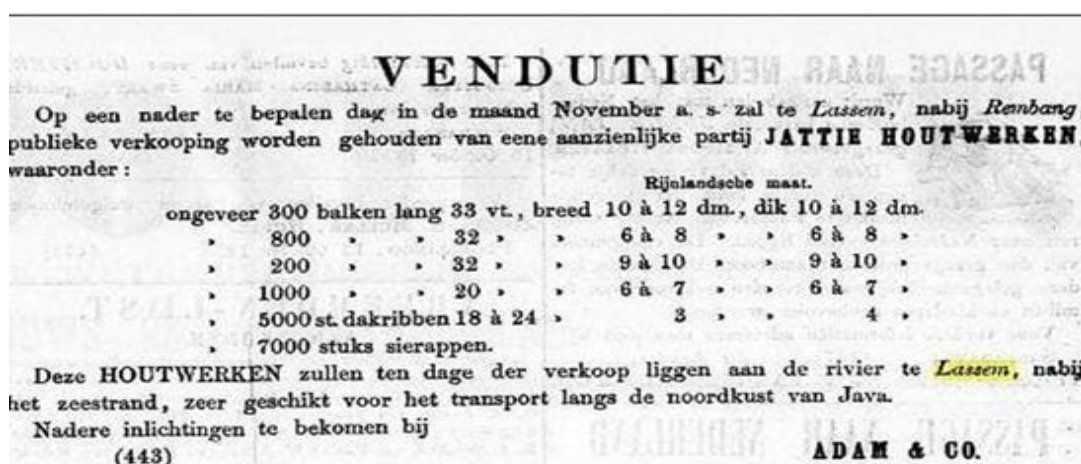 VENDUTIE
Op een nader te bepalen dag in de maand November a. s. zal te Lassem, nabij Renbang
publieke verkooping worden gehouden van eene aanzienlijke partij JATTIE HOUTWERKEN,
waaronder:
Rijnlandsche maat.
ongeveer 300 balken lang 33 vt., breed 10 à 12 dm., dik 10 à 12 dm.
" 800 " " 32 " " 6 à 8 " " 6 à 8 "
" 200 " " 32 " " 9 à 10 " " 9 à 10 "
" 1000 " " 20 " " 6 à 7 " " 6 à 7 "
" 5000 st. dakribben 18 à 24 " 3 " " 4 "
" 7000 stuks sierappen.
Deze HOUTWERKEN zullen ten dage der verkoop liggen aan de rivier te Lassem, nabij
het zeestrand, zeer geschikt voor het transport langs de noordkust van Java.
Nadere inlichtingen te bekomen bij
(443) ADAM & CO.